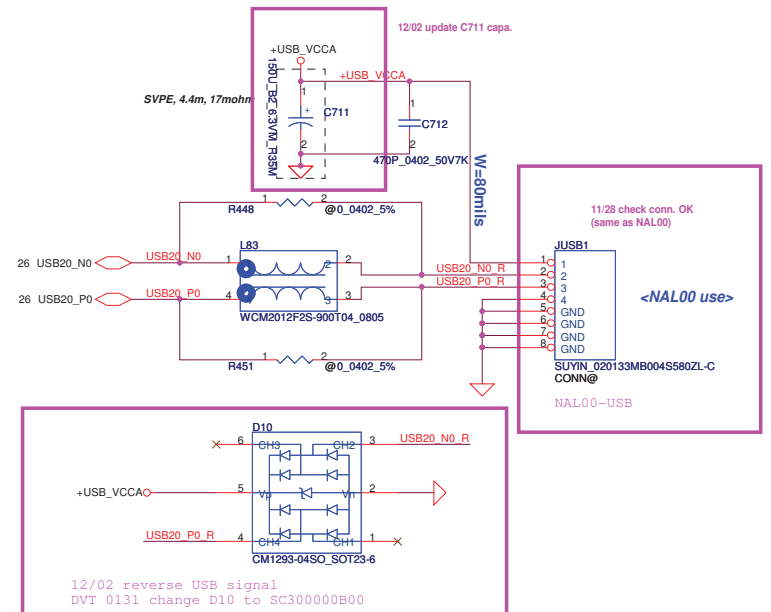 12/02 update C711 capa.
+USB_VCCA
+USB_VCCA
SVPE, 4.4m, 17mohm
150U_B2_6.3VM_R35M
1
+
C711
2
1
C712
2
470P_0402_50V7K
W=80mils
11/28 check conn. OK
(same as NAL00)
1
2
R448
@0_0402_5%
L83
JUSB1
26 USB20_N0
USB20_N0
1
1
2
2
USB20_N0_R
26 USB20_P0
USB20_P0
4
4
3
3
USB20_P0_R
WCM2012F2S-900T04_0805
1
2
R451
@0_0402_5%
1 1
2 2
3 3
4 4
5 GND
6 GND
7 GND
8 GND
<NAL00 use>
SUYIN_020133MB004S580ZL-C
CONN@
NAL00-USB
D10
6 CH3
CH2 3
USB20_N0_R
+USB_VCCA
5 Vp
Vn 2
USB20_P0_R
4 CH4
CH1 1
CM1293-04SO_SOT23-6
12/02 reverse USB signal
DVT 0131 change D10 to SC300000B00